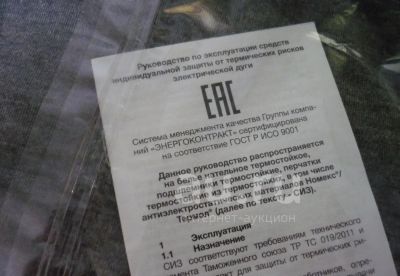 Руководство по эксплуатации средств
индивидуальной защиты от термических рисков
электрической дуги
EAC
Система менеджмента качества Группы компа-
ний «ЭНЕРГОКОНТРАКТ» сертифицирована
на соответствие ГОСТ Р ИСО 9001
Данное руководство распространяется
на белье нательное термостойкое,
подшлемники термостойкие, перчатки
термостойкие из термостойких, в том числе
антиэлектростатических материалов Номекс®/
Термол® (далее по тексту - СИЗ).
1 Эксплуатация
1.1 Назначение
СИЗ соответствуют требованиям технического
Таможенного союза ТР ТС 019/2011 и
для защиты от термических ри-
интернет-аукцион